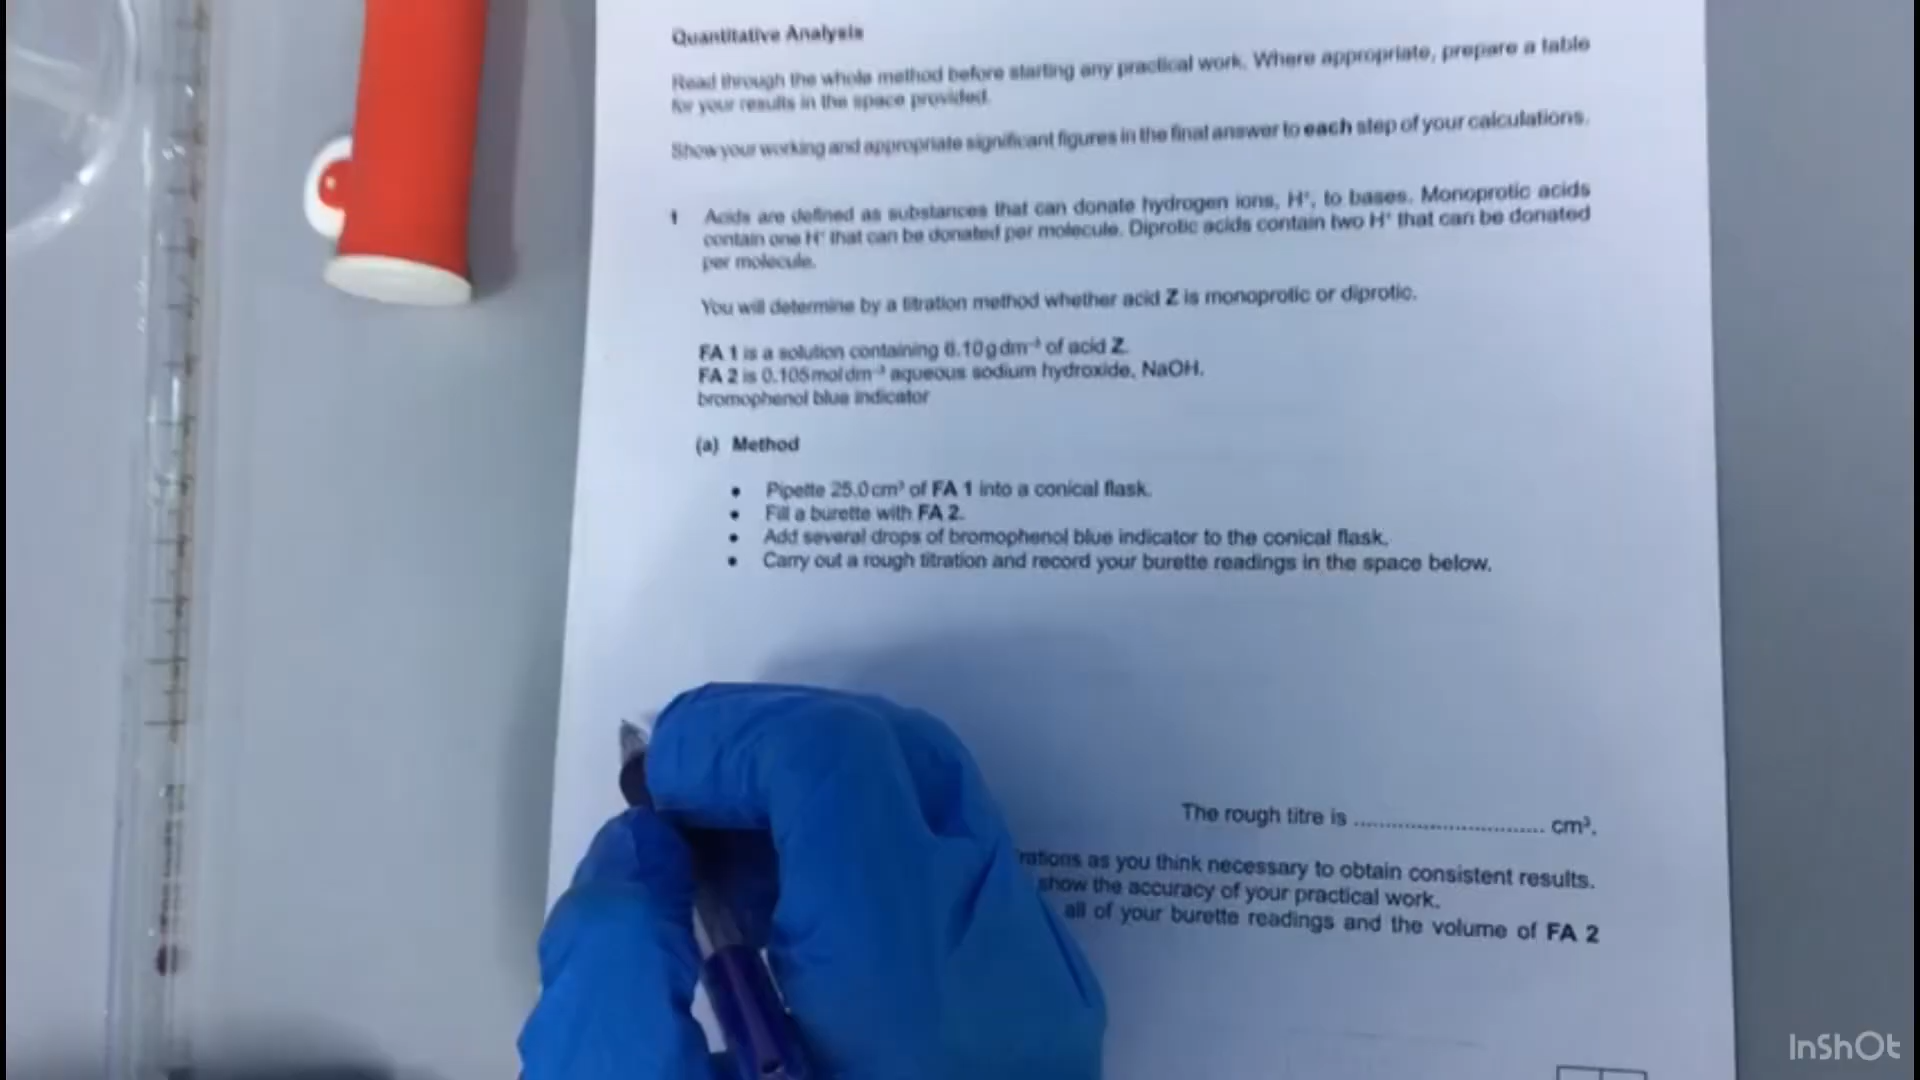 Quantitative Analysis
Read through the whole method before starting any practical work. Where appropriate, prepare a table
for your results in the space provided.
Show your working and appropriate significant figures in the final answer to each step of your calculations.
1 Acids are defined as substances that can donate hydrogen ions, H⁺, to bases. Monoprotic acids
contain one H⁺ that can be donated per molecule. Diprotic acids contain two H⁺ that can be donated
per molecule.
You will determine by a titration method whether acid Z is monoprotic or diprotic.
FA 1 is a solution containing 6.10 g dm⁻³ of acid Z.
FA 2 is 0.105 mol dm⁻³ aqueous sodium hydroxide, NaOH.
bromophenol blue indicator
(a) Method
• Pipette 25.0 cm³ of FA 1 into a conical flask.
• Fill a burette with FA 2.
• Add several drops of bromophenol blue indicator to the conical flask.
• Carry out a rough titration and record your burette readings in the space below.
The rough titre is .............................. cm³.
as you think necessary to obtain consistent results.
show the accuracy of your practical work.
all of your burette readings and the volume of FA 2
InShOt